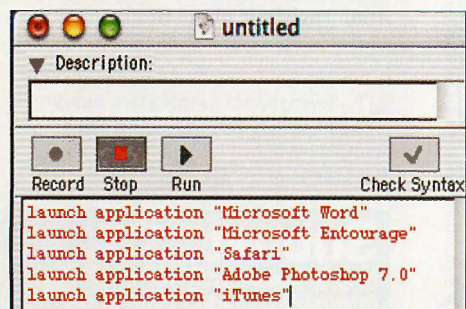 untitled
Description:
Record Stop Run Check Syntax
launch application "Microsoft Word"
launch application "Microsoft Entourage"
launch application "Safari"
launch application "Adobe Photoshop 7.0"
launch application "iTunes"